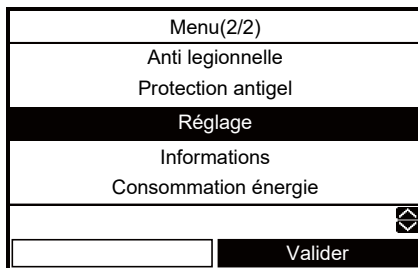 Menu(2/2)
Anti legionnelle
Protection antigel
Réglage
Informations
Consommation énergie
Valider